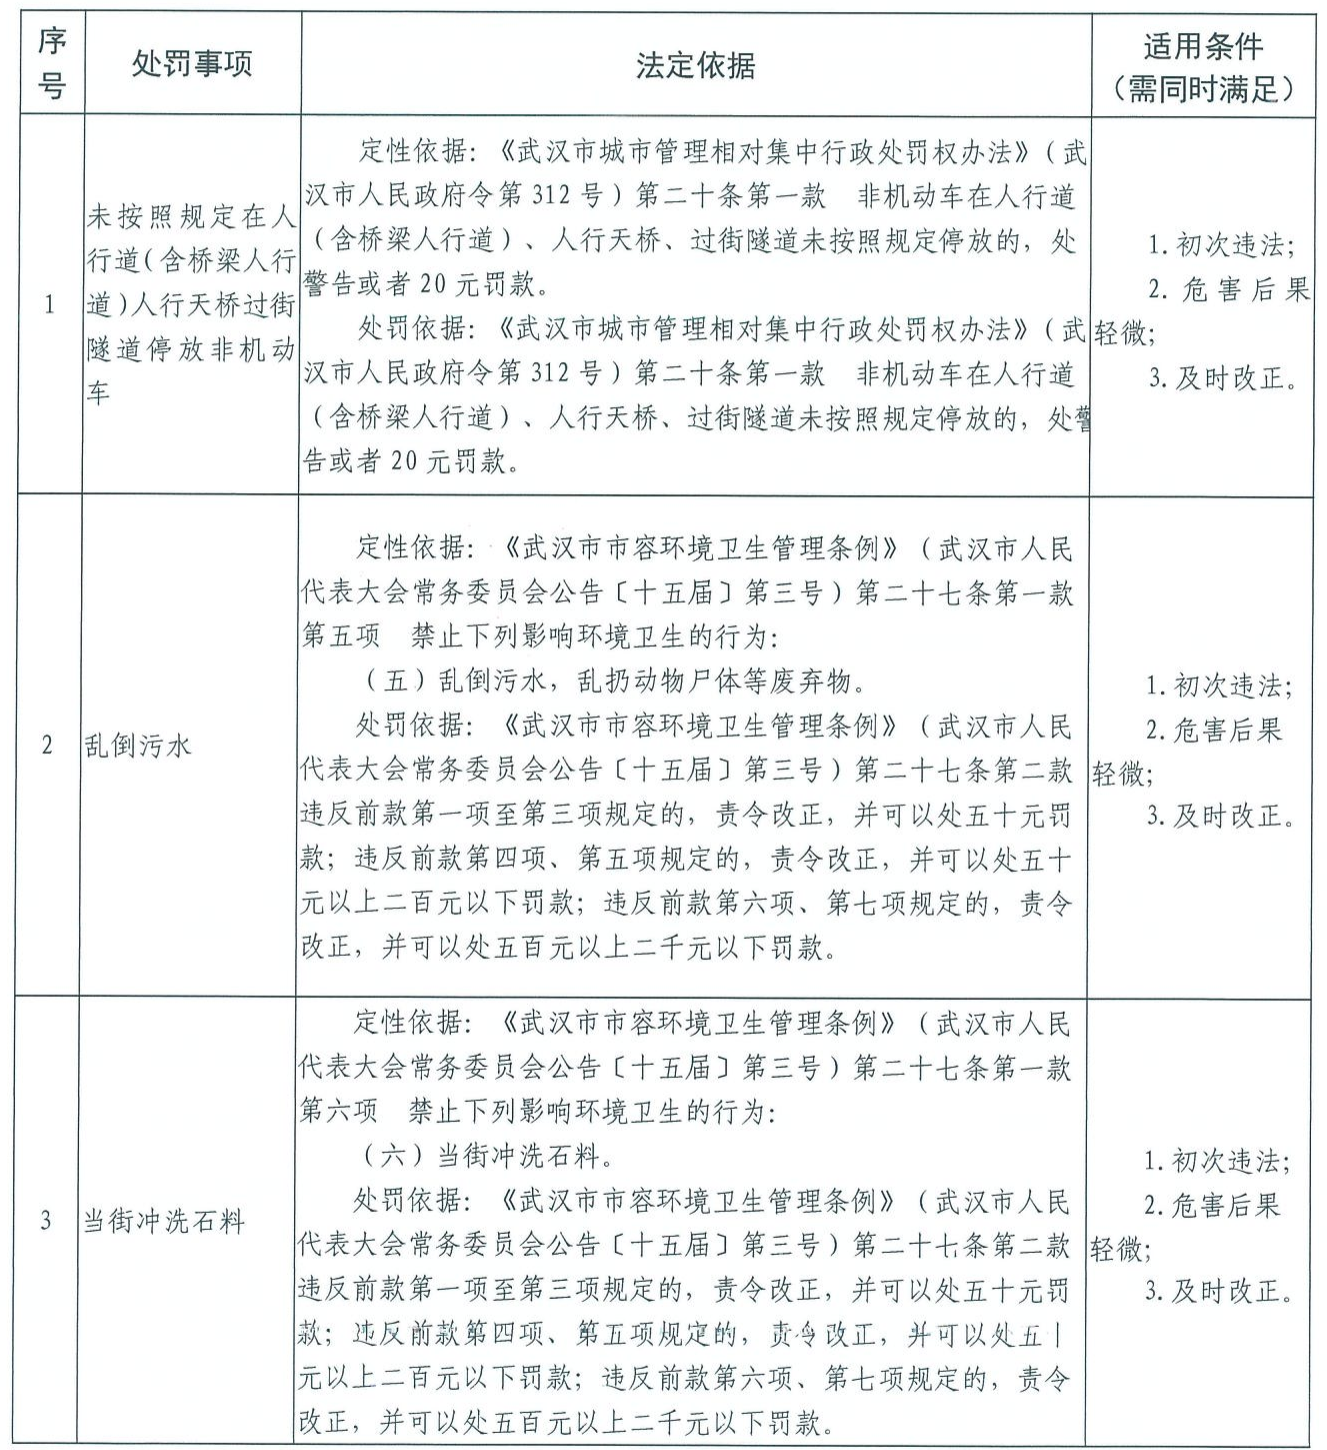 序号
处罚事项
法定依据
适用条件
（需同时满足）
1
未按照规定在人
行道(含桥梁人行
道)人行天桥过街
隧道停放非机动
车
定性依据：《武汉市城市管理相对集中行政处罚权办法》（武
汉市人民政府令第 312 号）第二十条第一款　非机动车在人行道
（含桥梁人行道）、人行天桥、过街隧道未按照规定停放的，处
警告或者 20 元罚款。
处罚依据：《武汉市城市管理相对集中行政处罚权办法》（武
汉市人民政府令第 312 号）第二十条第一款　非机动车在人行道
（含桥梁人行道）、人行天桥、过街隧道未按照规定停放的，处警
告或者 20 元罚款。
1. 初次违法；
2. 危害后果
轻微；
3. 及时改正。
2
乱倒污水
定性依据：《武汉市市容环境卫生管理条例》（武汉市人民
代表大会常务委员会公告〔十五届〕第三号）第二十七条第一款
第五项　禁止下列影响环境卫生的行为：
（五）乱倒污水，乱扔动物尸体等废弃物。
处罚依据：《武汉市市容环境卫生管理条例》（武汉市人民
代表大会常务委员会公告〔十五届〕第三号）第二十七条第二款
违反前款第一项至第三项规定的，责令改正，并可以处五十元罚
款；违反前款第四项、第五项规定的，责令改正，并可以处五十
元以上二百元以下罚款；违反前款第六项、第七项规定的，责令
改正，并可以处五百元以上二千元以下罚款。
1. 初次违法；
2. 危害后果
轻微；
3. 及时改正。
3
当街冲洗石料
定性依据：《武汉市市容环境卫生管理条例》（武汉市人民
代表大会常务委员会公告〔十五届〕第三号）第二十七条第一款
第六项　禁止下列影响环境卫生的行为：
（六）当街冲洗石料。
处罚依据：《武汉市市容环境卫生管理条例》（武汉市人民
代表大会常务委员会公告〔十五届〕第三号）第二十七条第二款
违反前款第一项至第三项规定的，责令改正，并可以处五十元罚
款；违反前款第四项、第五项规定的，责令改正，并可以处五十
元以上二百元以下罚款；违反前款第六项、第七项规定的，责令
改正，并可以处五百元以上二千元以下罚款。
1. 初次违法；
2. 危害后果
轻微；
3. 及时改正。